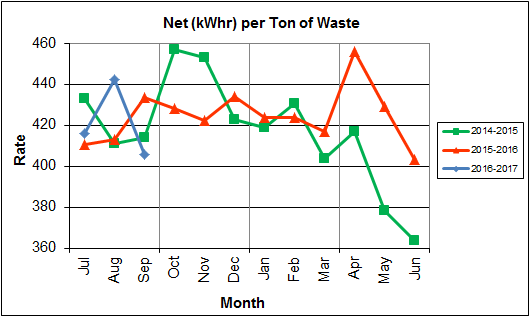 Net (kWhr) per Ton of Waste
460
440
420
400
380
360
Rate
Jul
Aug
Sep
Oct
Nov
Dec
Jan
Feb
Mar
Apr
May
Jun
Month
2014-2015
2015-2016
2016-2017